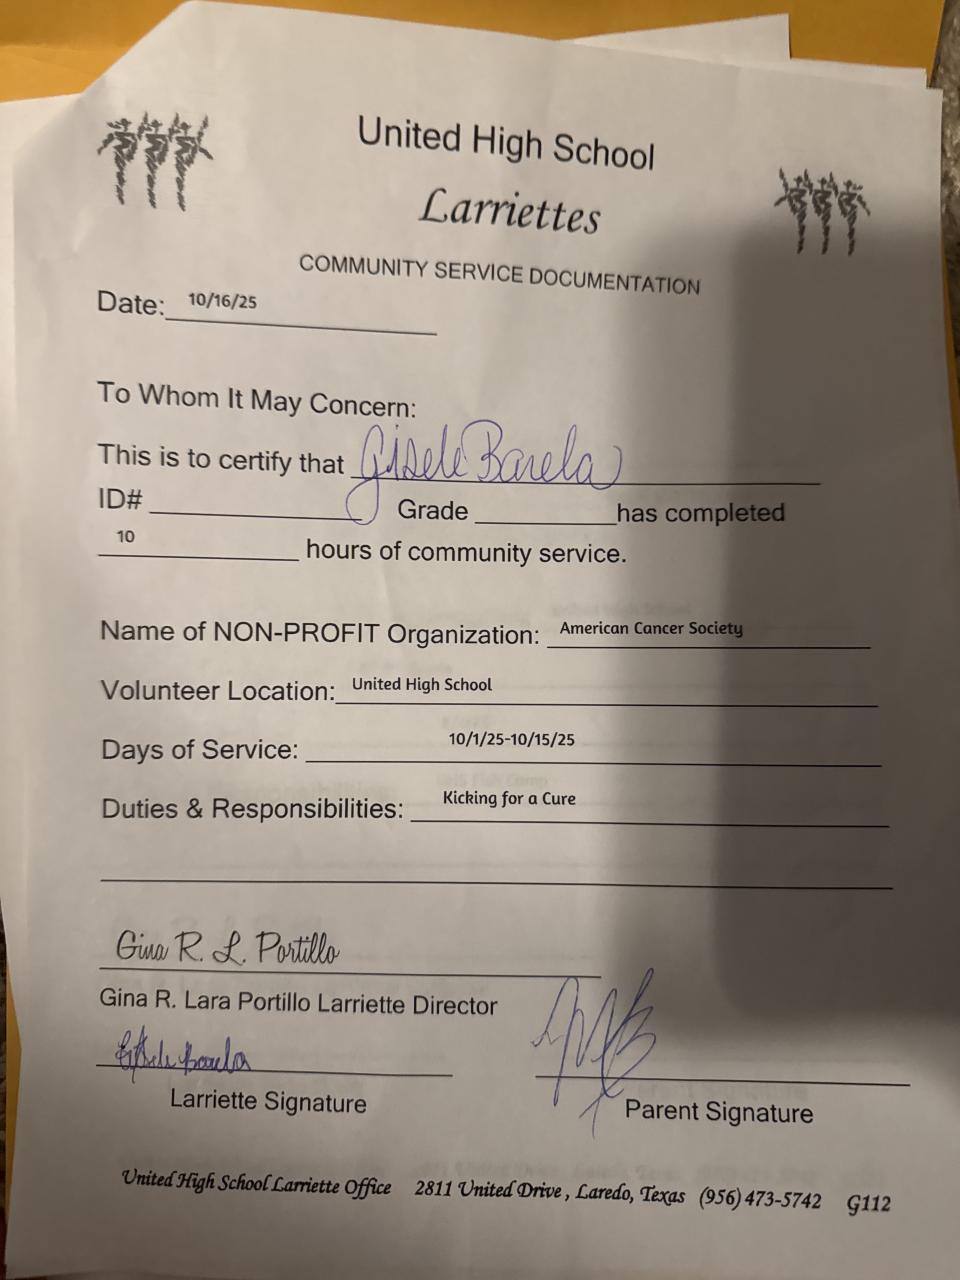 United High School
Larriettes
COMMUNITY SERVICE DOCUMENTATION
Date: 10/16/25
To Whom It May Concern:
This is to certify that Gisele Barela
ID# Grade has completed
10 hours of community service.
Name of NON-PROFIT Organization: American Cancer Society
Volunteer Location: United High School
Days of Service: 10/1/25-10/15/25
Duties & Responsibilities: Kicking for a Cure
Gina R. L. Portillo
Gina R. Lara Portillo Larriette Director
Gisele Barela
Larriette Signature
Parent Signature
United High School Larriette Office 2811 United Drive, Laredo, Texas (956) 473-5742 G112